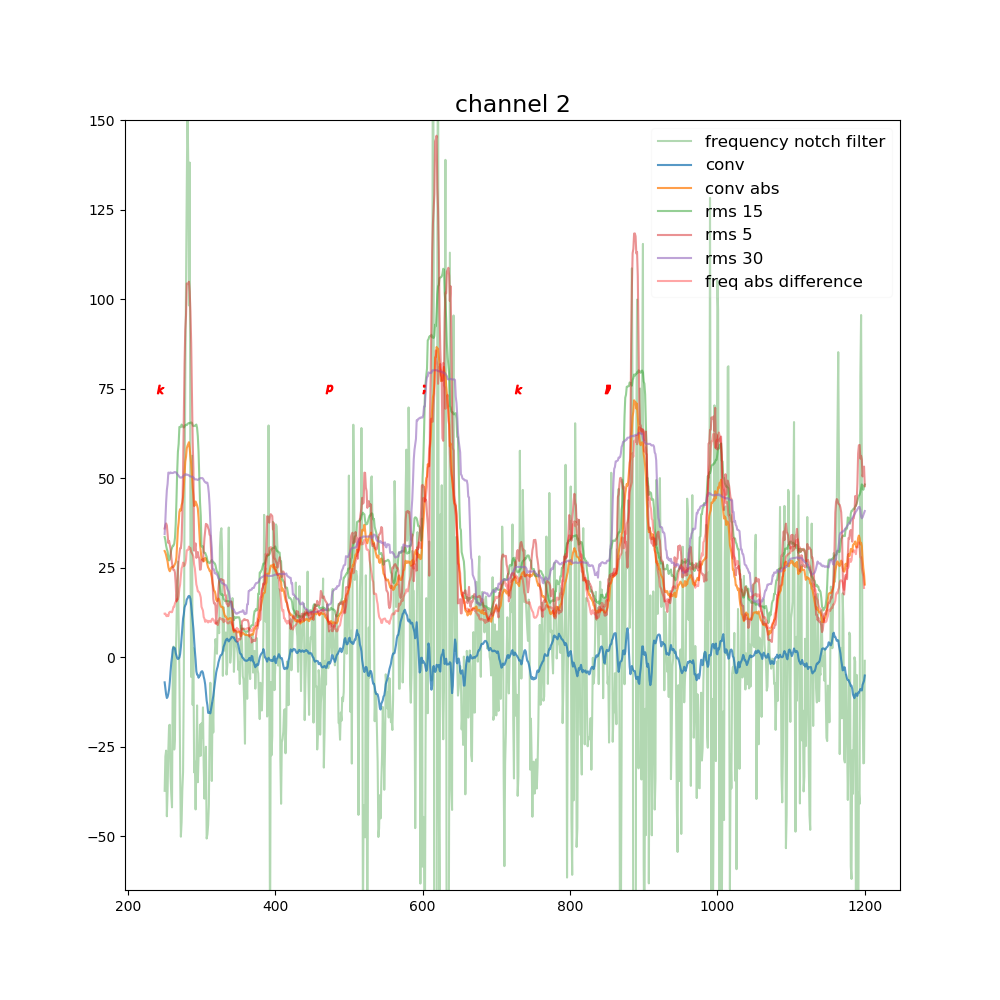 channel 2
150
125
100
75
50
25
0
−25
−50
frequency notch filter
conv
conv abs
rms 15
rms 5
rms 30
freq abs difference
k p ; k
200 400 600 800 1000 1200